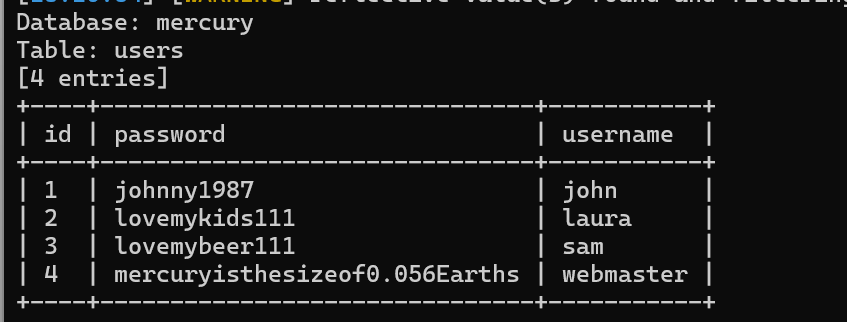 Database: mercury
Table: users
[4 entries]
+----+-------------------------------+-----------+
| id | password                      | username  |
+----+-------------------------------+-----------+
| 1  | johnny1987                    | john      |
| 2  | lovemykids111                 | laura     |
| 3  | lovemybeer111                 | sam       |
| 4  | mercuryisthesizeof0.056Earths | webmaster |
+----+-------------------------------+-----------+